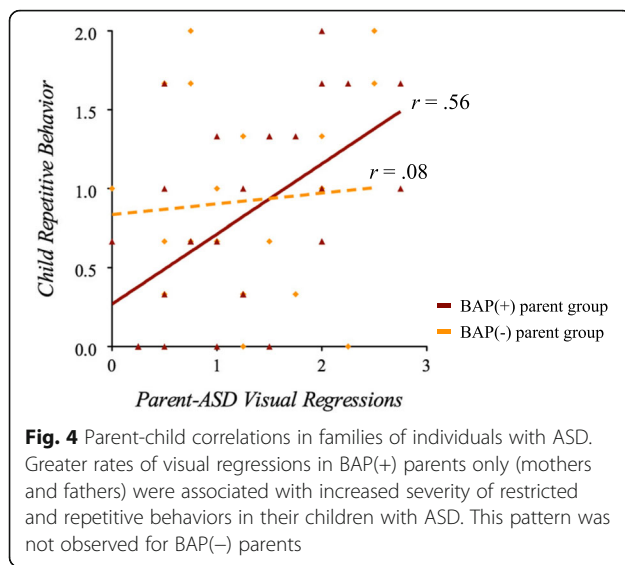 2.0
1.5
1.0
0.5
0.0
Child Repetitive Behavior
r = .56
r = .08
BAP(+) parent group
BAP(-) parent group
0
1
2
3
Parent-ASD Visual Regressions
Fig. 4 Parent-child correlations in families of individuals with ASD.
Greater rates of visual regressions in BAP(+) parents only (mothers
and fathers) were associated with increased severity of restricted
and repetitive behaviors in their children with ASD. This pattern was
not observed for BAP(−) parents